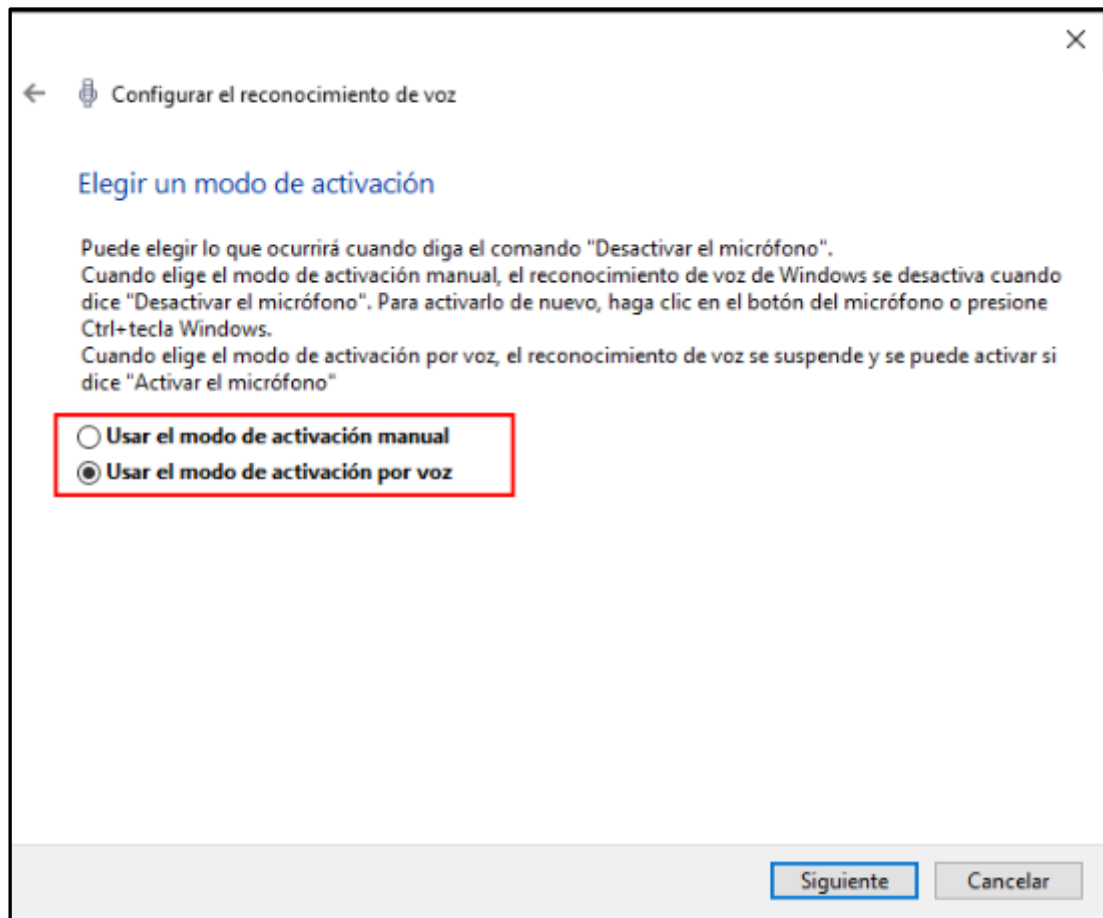 Configurar el reconocimiento de voz
Elegir un modo de activación
Puede elegir lo que ocurrirá cuando diga el comando "Desactivar el micrófono".
Cuando elige el modo de activación manual, el reconocimiento de voz de Windows se desactiva cuando
dice "Desactivar el micrófono". Para activarlo de nuevo, haga clic en el botón del micrófono o presione
Ctrl+tecla Windows.
Cuando elige el modo de activación por voz, el reconocimiento de voz se suspende y se puede activar si
dice "Activar el micrófono"
Usar el modo de activación manual
Usar el modo de activación por voz
Siguiente Cancelar